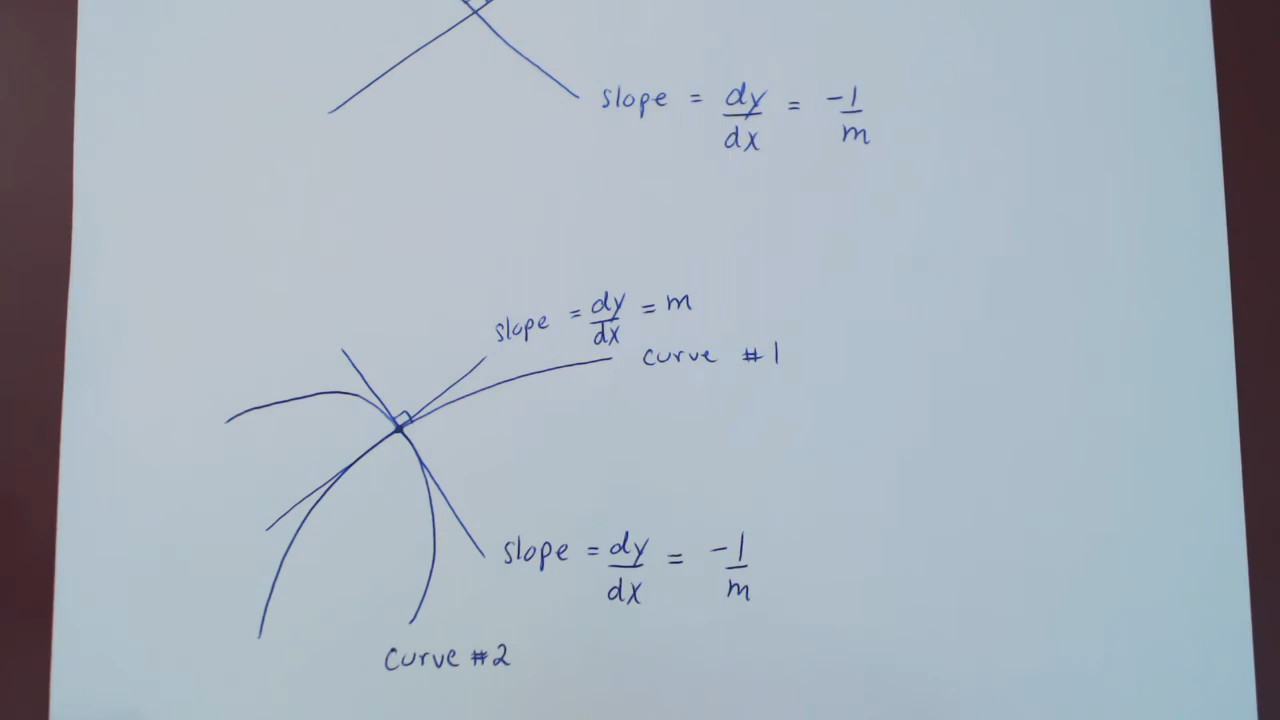 slope = dy/dx = -1/m
slope = dy/dx = m
curve #1
slope = dy/dx = -1/m
curve #2